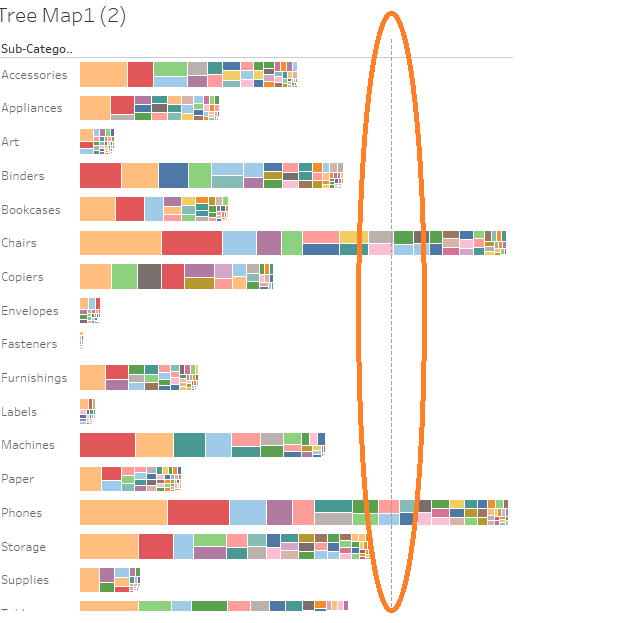 Tree Map1 (2)
Sub-Catego..
Accessories
Appliances
Art
Binders
Bookcases
Chairs
Copiers
Envelopes
Fasteners
Furnishings
Labels
Machines
Paper
Phones
Storage
Supplies